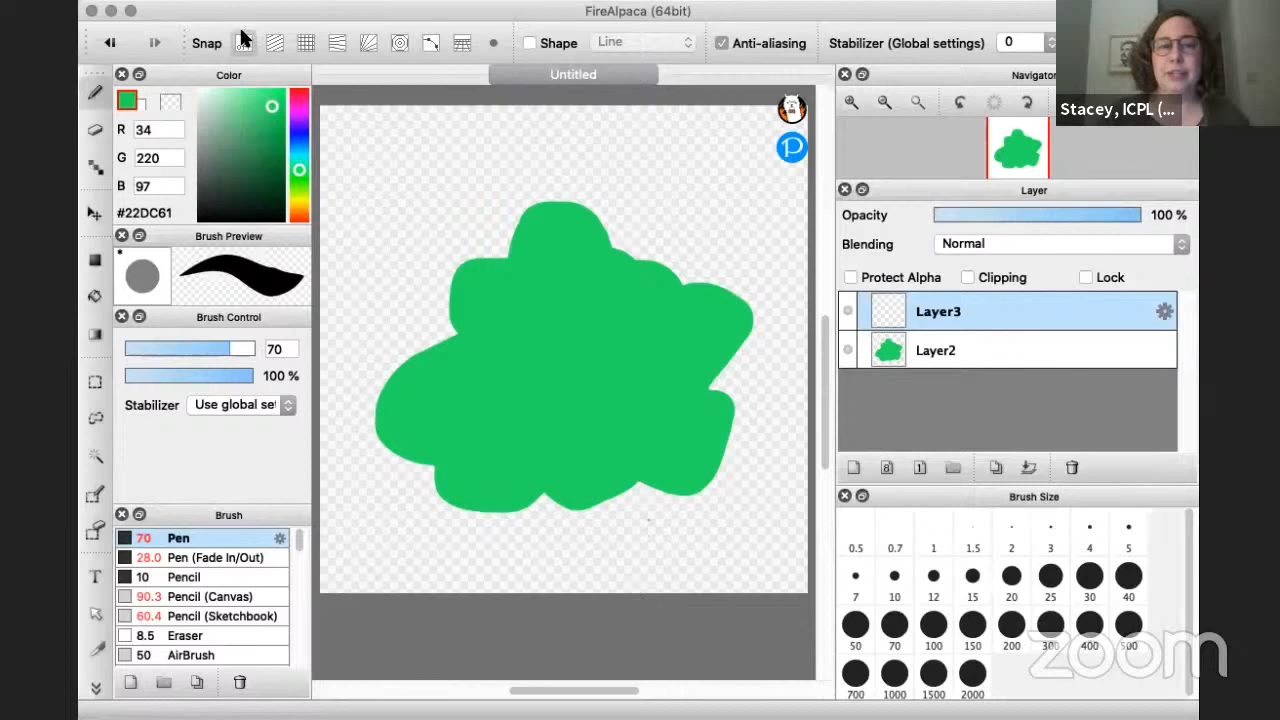 FireAlpaca (64bit)
Snap
Shape
Line
Anti-aliasing
Stabilizer (Global settings)
0
Stacey, ICPL (...
Color
Untitled
Navigator
R 34
G 220
B 97
#22DC61
Brush Preview
Brush Control
70
100 %
Stabilizer
Use global set
Brush
70 Pen
28.0 Pen (Fade In/Out)
10 Pencil
90.3 Pencil (Canvas)
60.4 Pencil (Sketchbook)
8.5 Eraser
50 AirBrush
T
P
Layer
Opacity
100 %
Blending
Normal
Protect Alpha
Clipping
Lock
Layer3
Layer2
8
1
Brush Size
0.5 0.7 1 1.5 2 3 4 5
7 10 12 15 20 25 30 40
50 70 100 150 200 300 400 500
700 1000 1500 2000
zoom